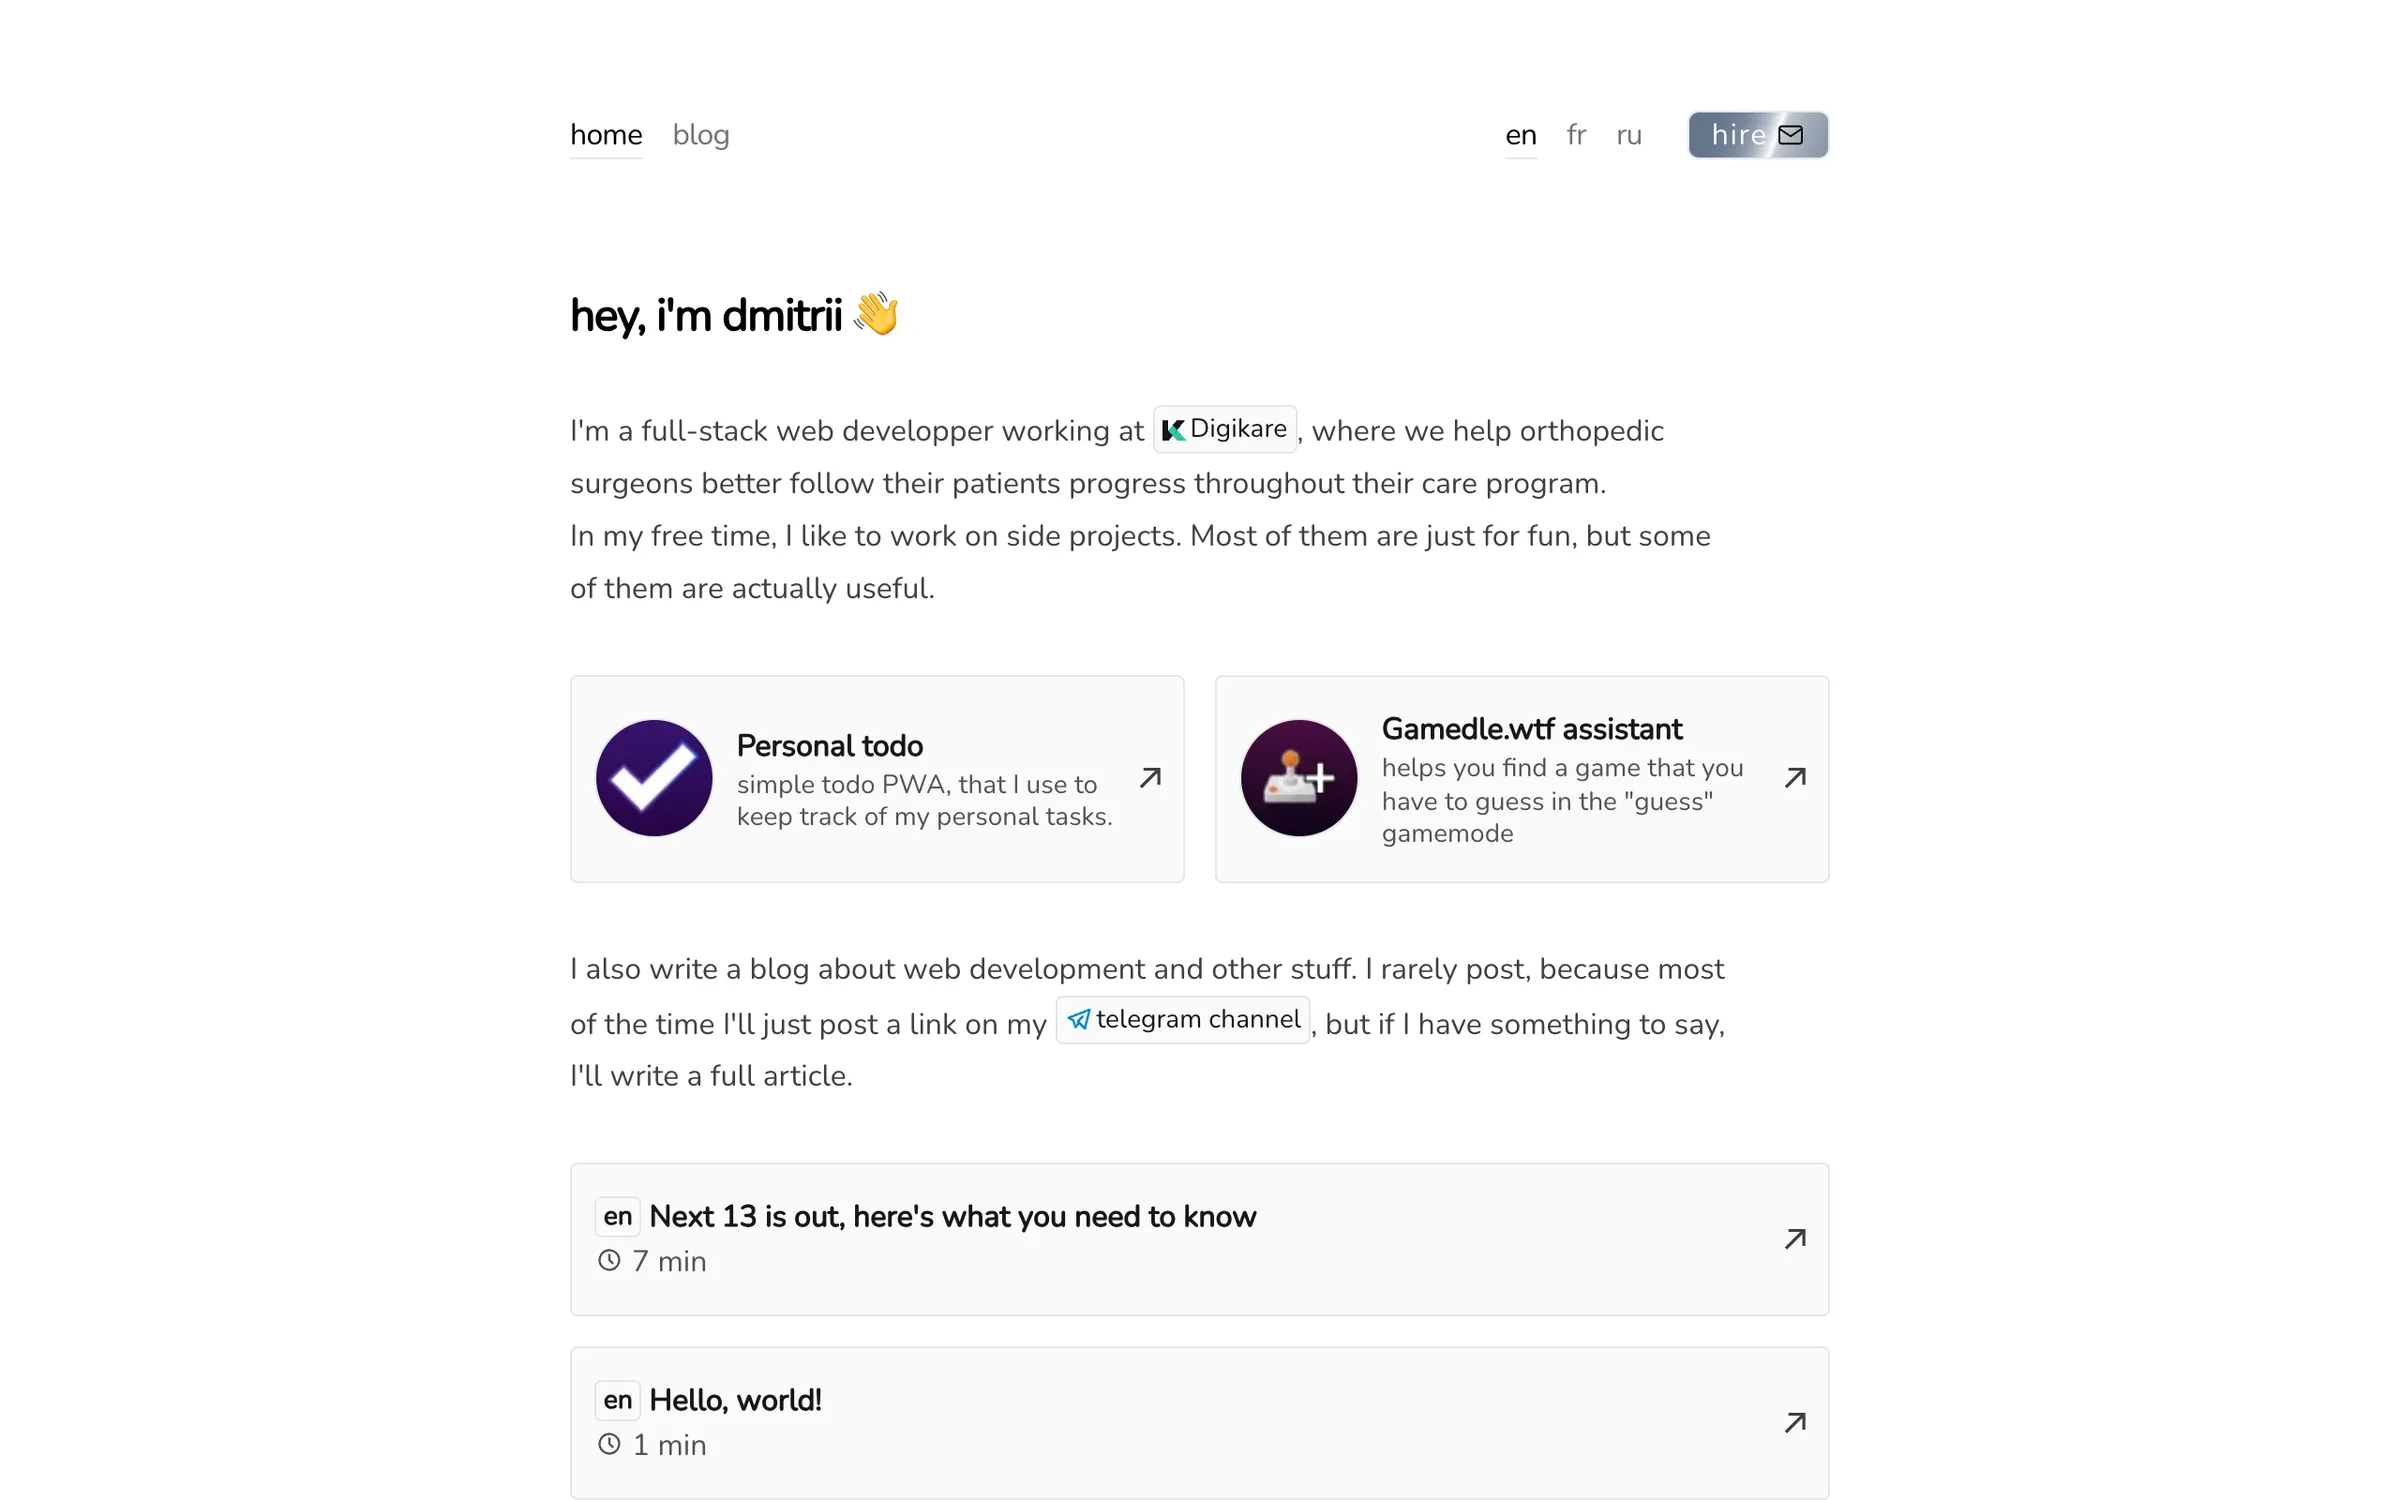 home blog en fr ru hire
hey, i'm dmitrii 👋
I'm a full-stack web developper working at Digikare, where we help orthopedic
surgeons better follow their patients progress throughout their care program.
In my free time, I like to work on side projects. Most of them are just for fun, but some
of them are actually useful.
Personal todo
simple todo PWA, that I use to
keep track of my personal tasks.
Gamedle.wtf assistant
helps you find a game that you
have to guess in the "guess"
gamemode
I also write a blog about web development and other stuff. I rarely post, because most
of the time I'll just post a link on my telegram channel, but if I have something to say,
I'll write a full article.
en Next 13 is out, here's what you need to know
7 min
en Hello, world!
1 min